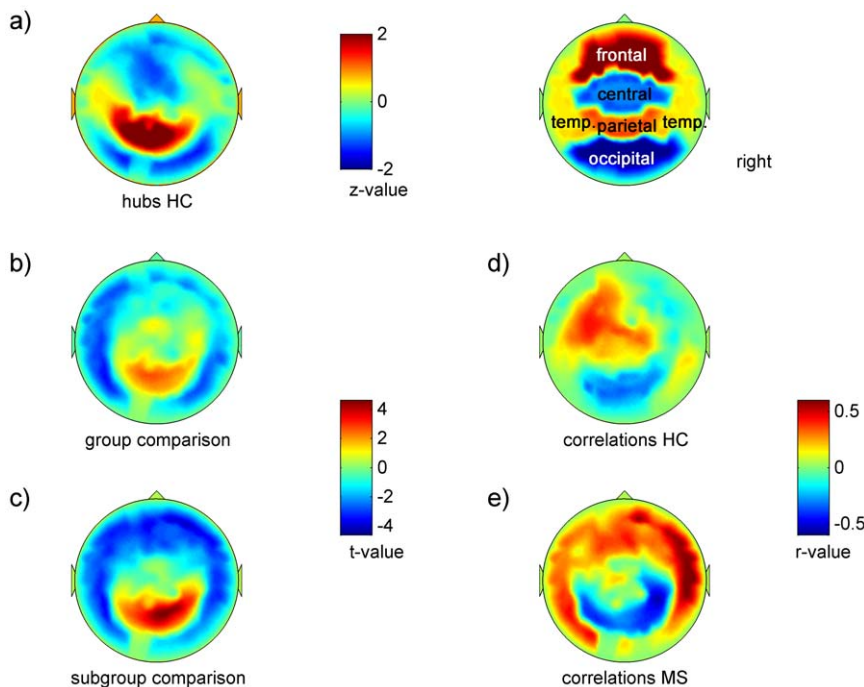 a)
2
0
-2
z-value
hubs HC
frontal
central
temp.
parietal
temp.
occipital
right
b)
group comparison
d)
correlations HC
4
2
0
-2
-4
t-value
0.5
0
-0.5
r-value
c)
subgroup comparison
e)
correlations MS